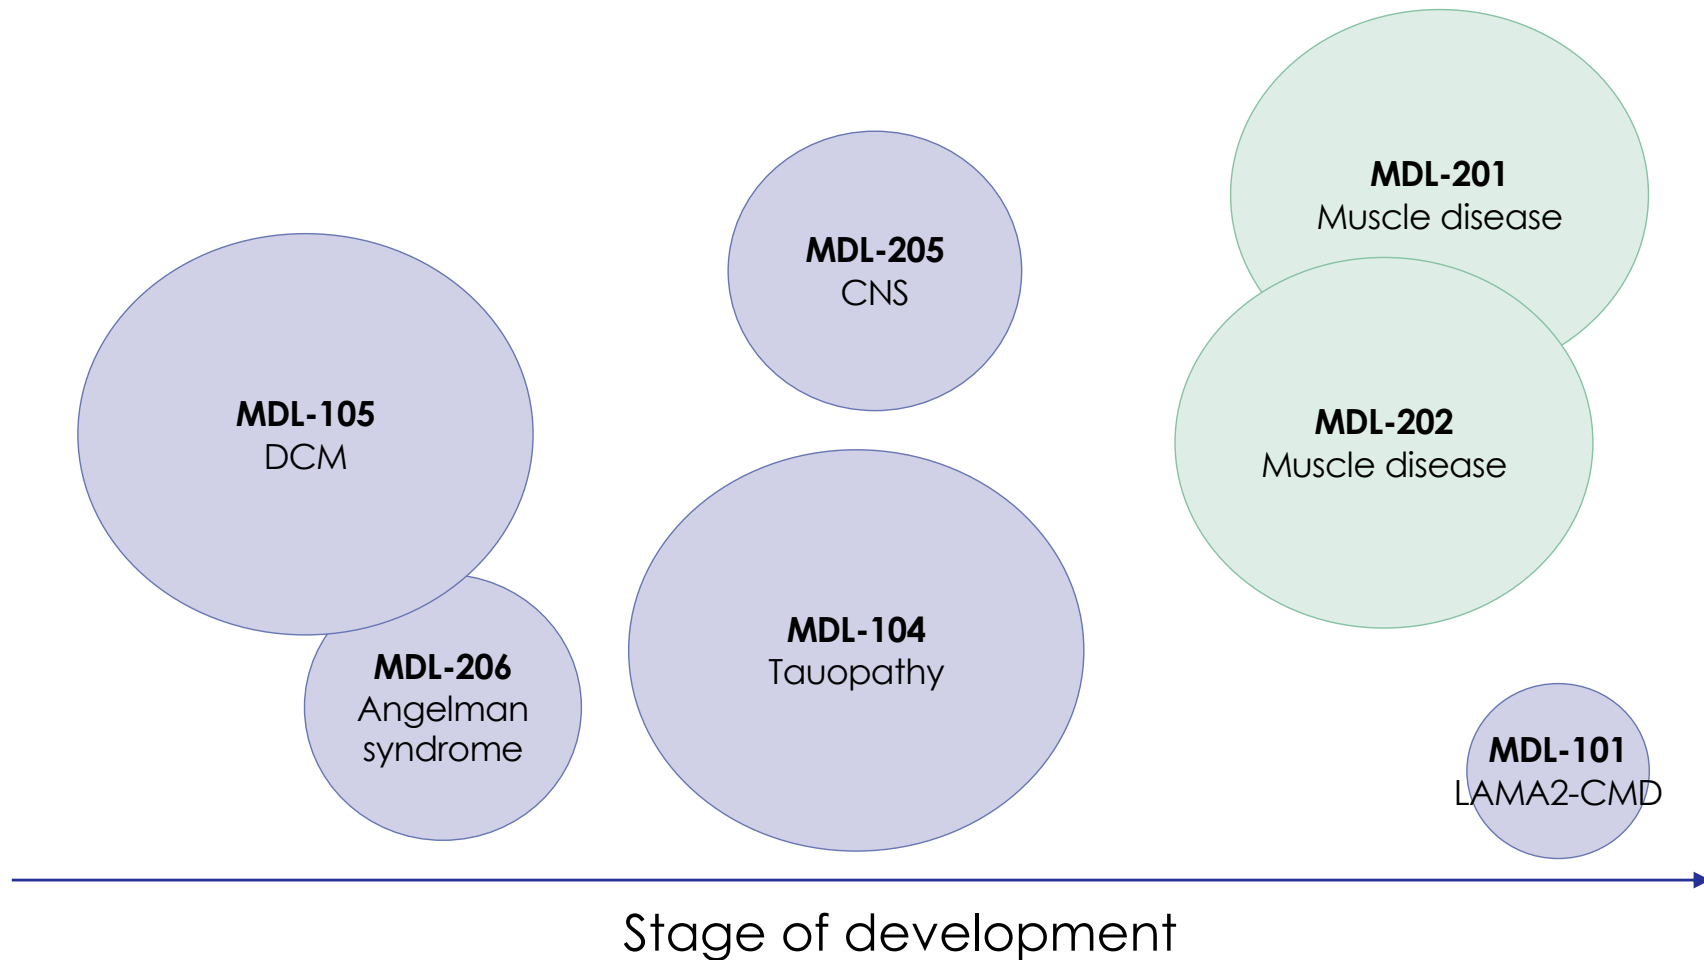 MDL-201
Muscle disease
MDL-205
CNS
MDL-105
DCM
MDL-202
Muscle disease
MDL-104
Tauopathy
MDL-206
Angelman
syndrome
MDL-101
LAMA2-CMD
Stage of development